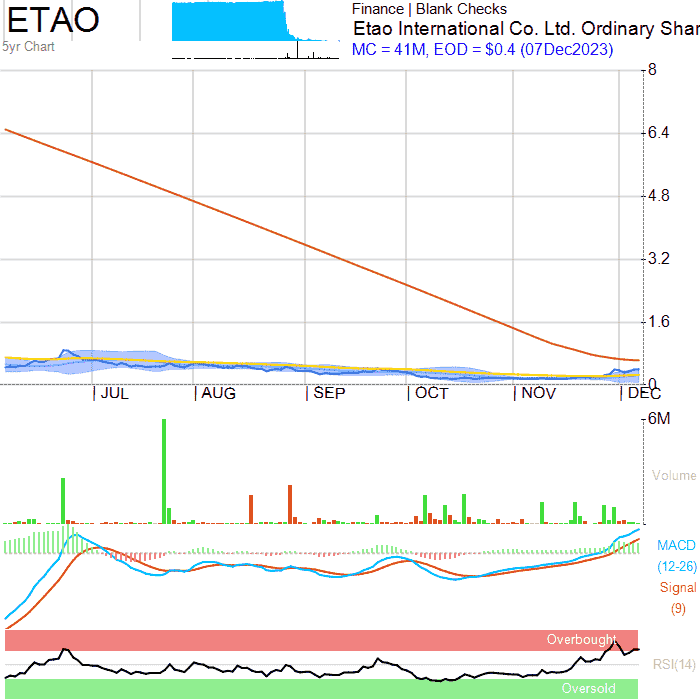 ETAO
5yr Chart
Finance | Blank Checks
Etao International Co. Ltd. Ordinary Shar
MC = 41M, EOD = $0.4 (07Dec2023)
8
6.4
4.8
3.2
1.6
0
JUL AUG SEP OCT NOV DEC
6M
Volume
MACD
(12-26)
Signal
(9)
Overbought
RSI(14)
Oversold